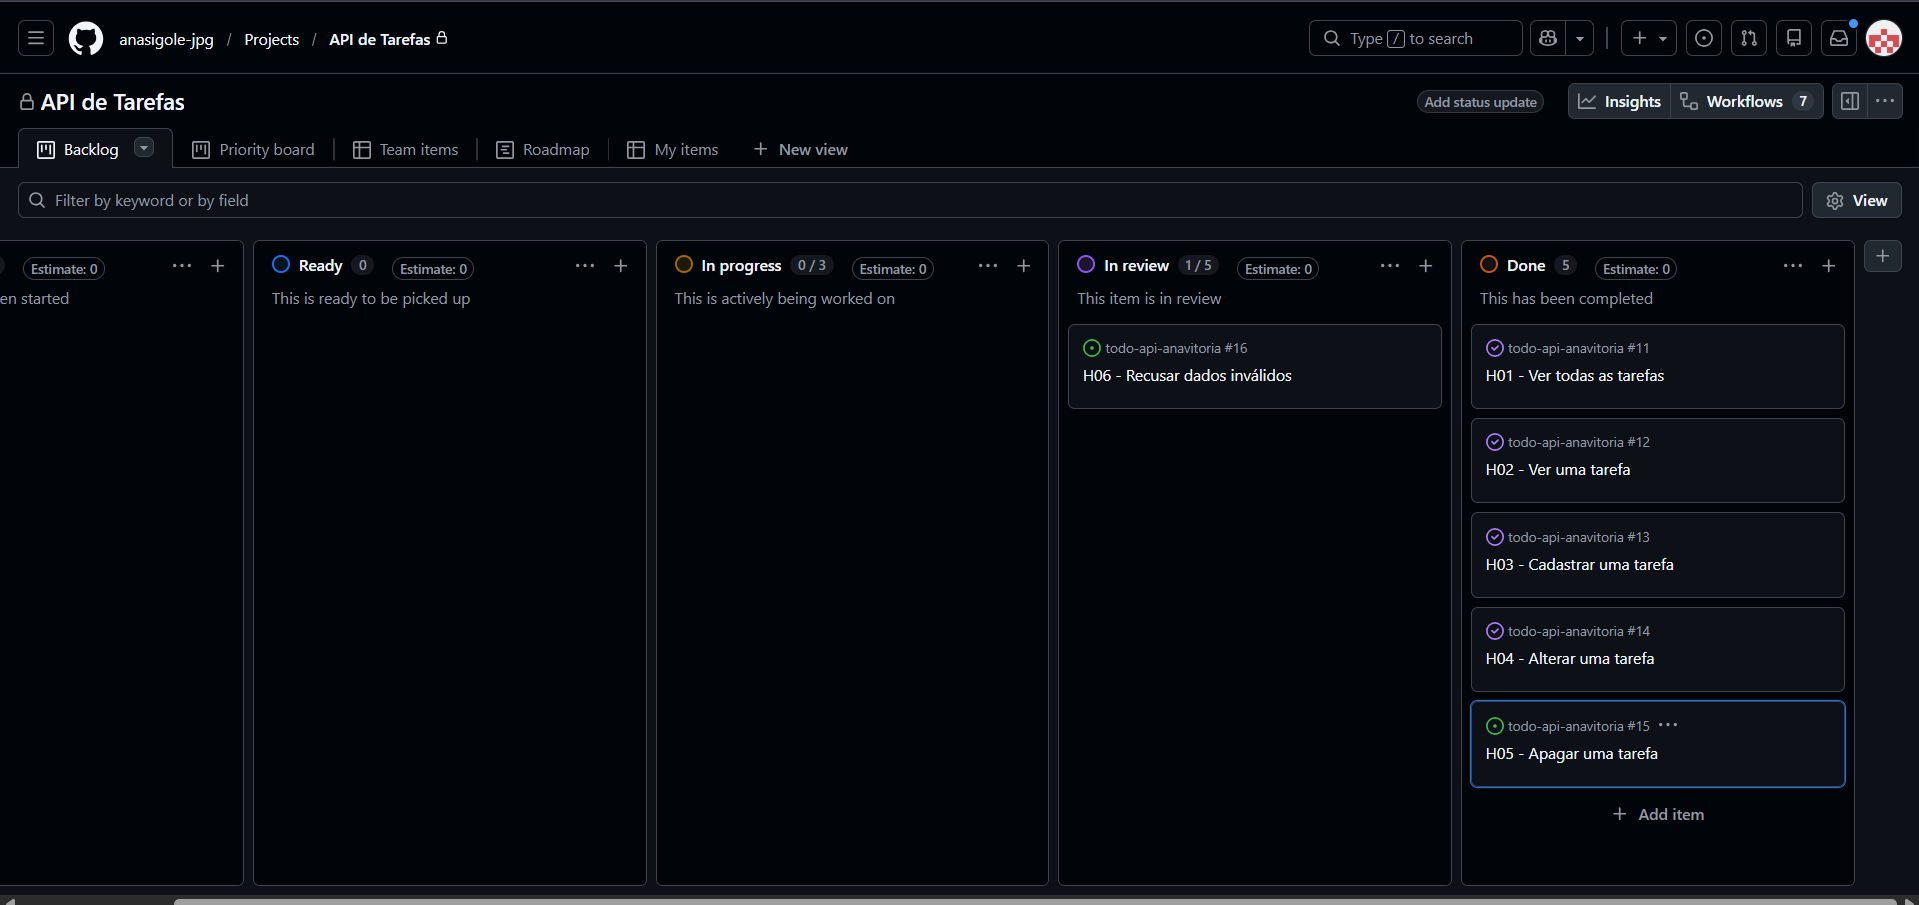 anasigole-jpg / Projects / API de Tarefas
Type / to search
API de Tarefas
Add status update
Insights
Workflows 7
Backlog
Priority board
Team items
Roadmap
My items
New view
Filter by keyword or by field
View
Estimate: 0
en started
Ready 0 Estimate: 0
This is ready to be picked up
In progress 0 / 3 Estimate: 0
This is actively being worked on
In review 1 / 5 Estimate: 0
This item is in review
todo-api-anavitoria #16
H06 - Recusar dados inválidos
Done 5 Estimate: 0
This has been completed
todo-api-anavitoria #11
H01 - Ver todas as tarefas
todo-api-anavitoria #12
H02 - Ver uma tarefa
todo-api-anavitoria #13
H03 - Cadastrar uma tarefa
todo-api-anavitoria #14
H04 - Alterar uma tarefa
todo-api-anavitoria #15
H05 - Apagar uma tarefa
Add item